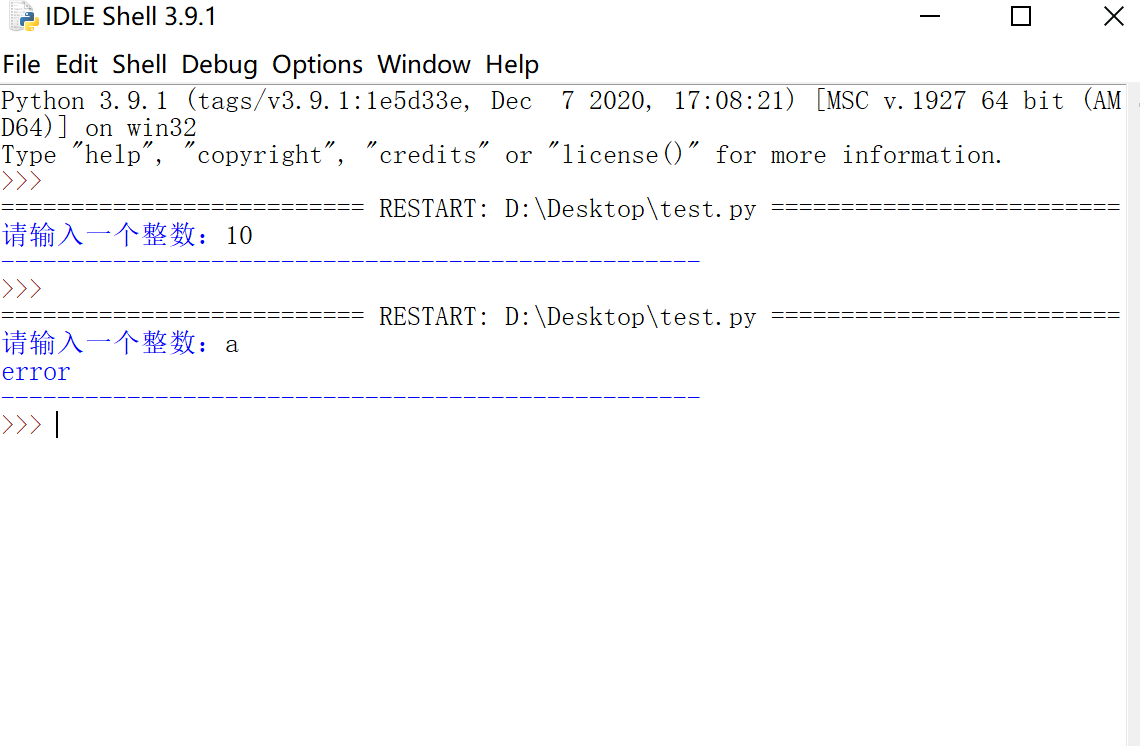 IDLE Shell 3.9.1
File Edit Shell Debug Options Window Help
Python 3.9.1 (tags/v3.9.1:1e5d33e, Dec  7 2020, 17:08:21) [MSC v.1927 64 bit (AM
D64)] on win32
Type "help", "copyright", "credits" or "license()" for more information.
>>>
========================== RESTART: D:\Desktop\test.py =========================
请输入一个整数：10
--------------------------------------------------
>>>
========================== RESTART: D:\Desktop\test.py =========================
请输入一个整数：a
error
--------------------------------------------------
>>>